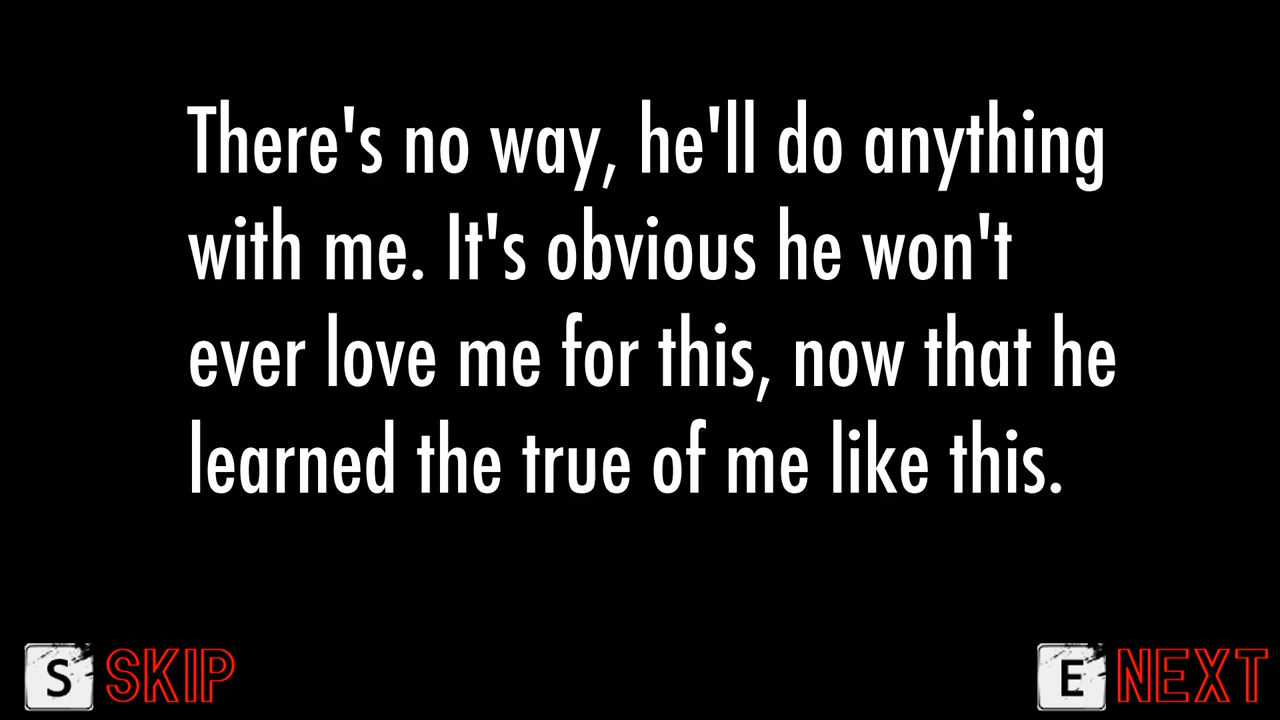 There's no way, he'll do anything
with me. It's obvious he won't
ever love me for this, now that he
learned the true of me like this.
S SKIP
E NEXT